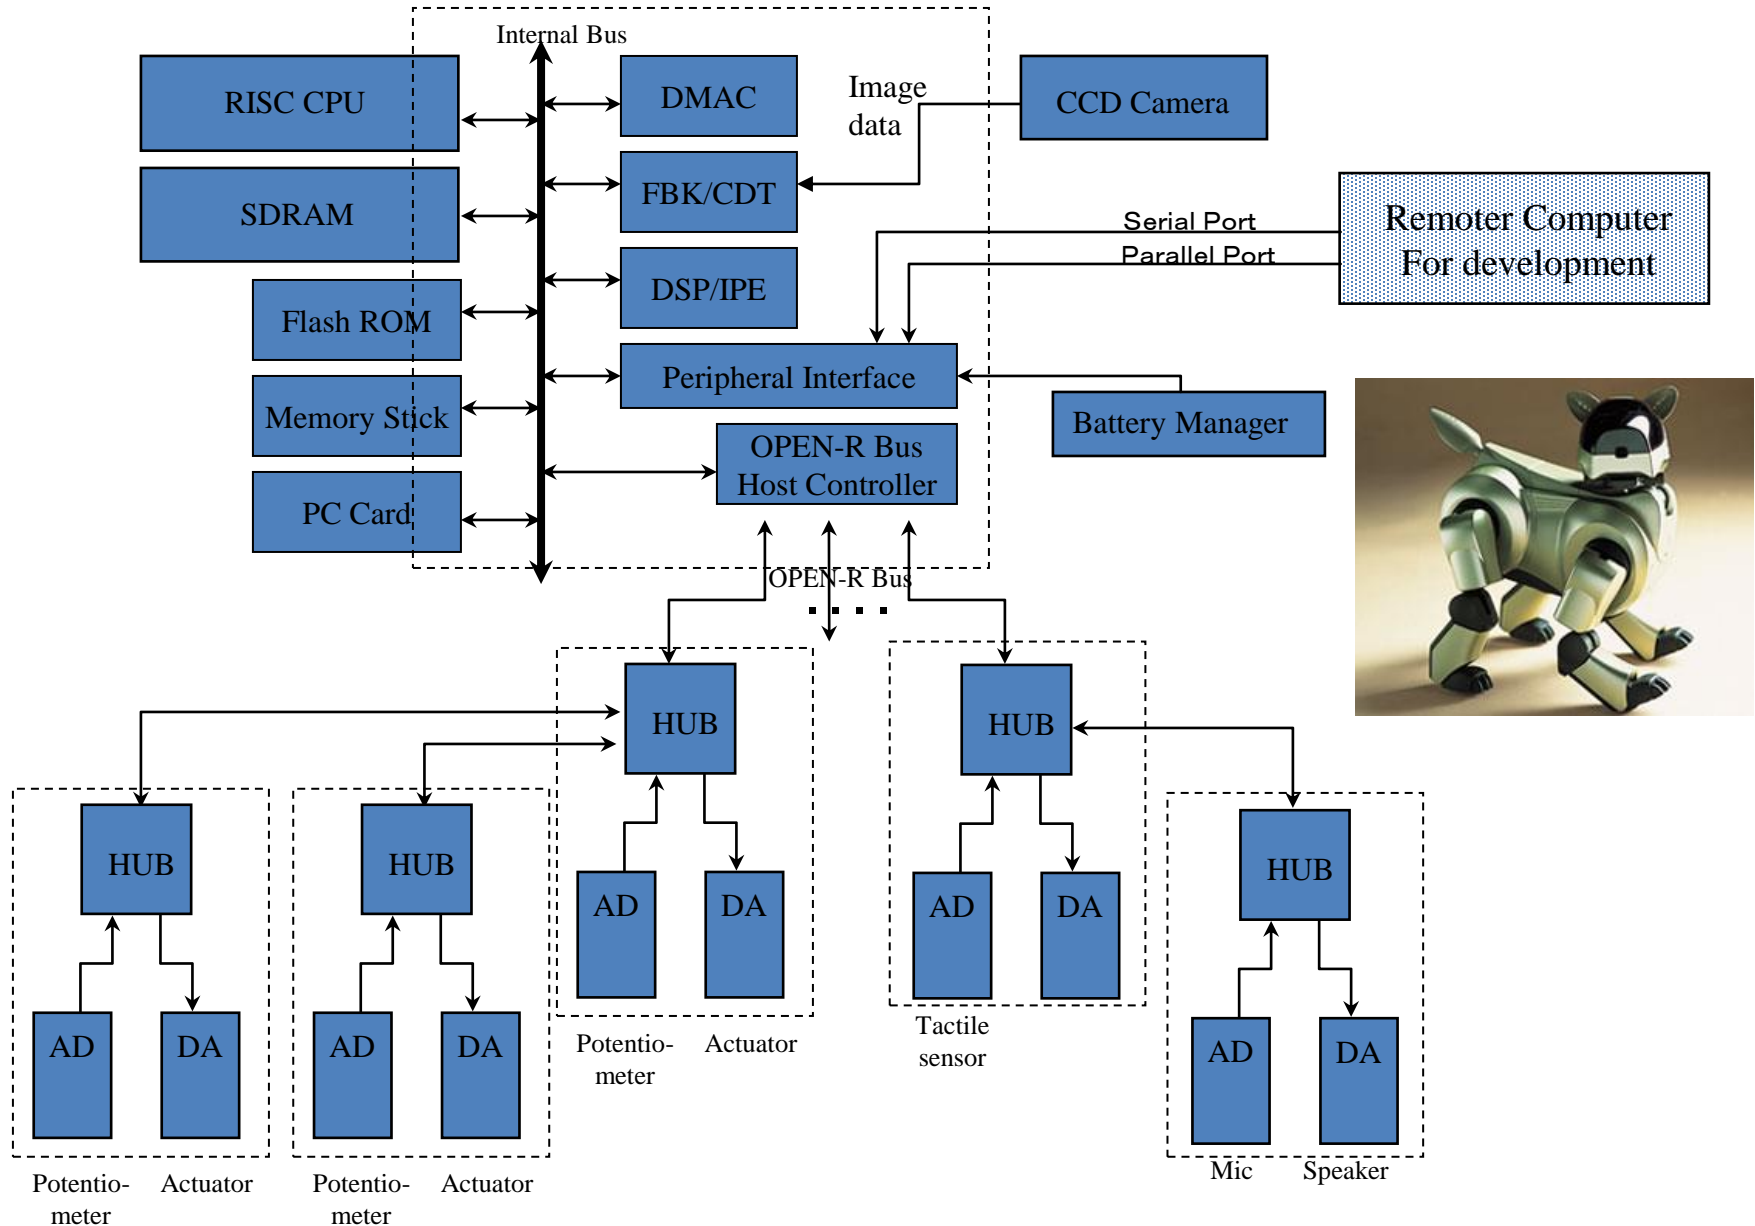 Internal Bus
RISC CPU
DMAC
Image
data
CCD Camera
SDRAM
FBK/CDT
Serial Port
Parallel Port
Remoter Computer
For development
Flash ROM
DSP/IPE
Memory Stick
Peripheral Interface
Battery Manager
PC Card
OPEN-R Bus
Host Controller
OPEN-R Bus
HUB
HUB
HUB
HUB
HUB
AD
DA
AD
DA
AD
DA
AD
DA
AD
DA
Potentio-
meter
Actuator
Tactile
sensor
Mic
Speaker
Potentio-
meter
Actuator
Potentio-
meter
Actuator